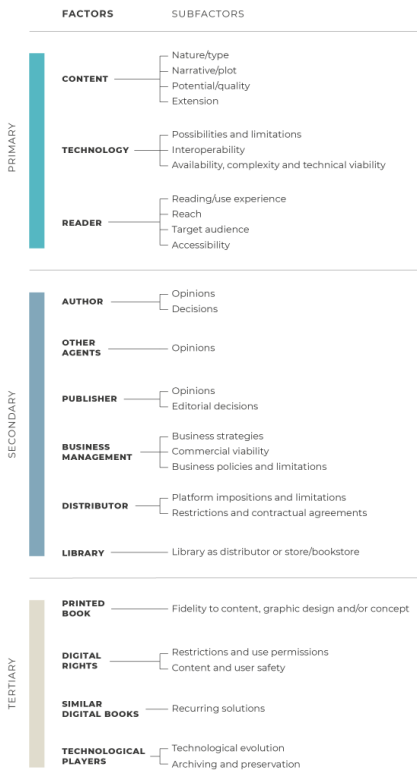 FACTORS SUBFACTORS
PRIMARY
CONTENT
Nature/type
Narrative/plot
Potential/quality
Extension
TECHNOLOGY
Possibilities and limitations
Interoperability
Availability, complexity and technical viability
READER
Reading/use experience
Reach
Target audience
Accessibility
SECONDARY
AUTHOR
Opinions
Decisions
OTHER
AGENTS
Opinions
PUBLISHER
Opinions
Editorial decisions
BUSINESS
MANAGEMENT
Business strategies
Commercial viability
Business policies and limitations
DISTRIBUTOR
Platform impositions and limitations
Restrictions and contractual agreements
LIBRARY
Library as distributor or store/bookstore
TERTIARY
PRINTED
BOOK
Fidelity to content, graphic design and/or concept
DIGITAL
RIGHTS
Restrictions and use permissions
Content and user safety
SIMILAR
DIGITAL BOOKS
Recurring solutions
TECHNOLOGICAL
PLAYERS
Technological evolution
Archiving and preservation